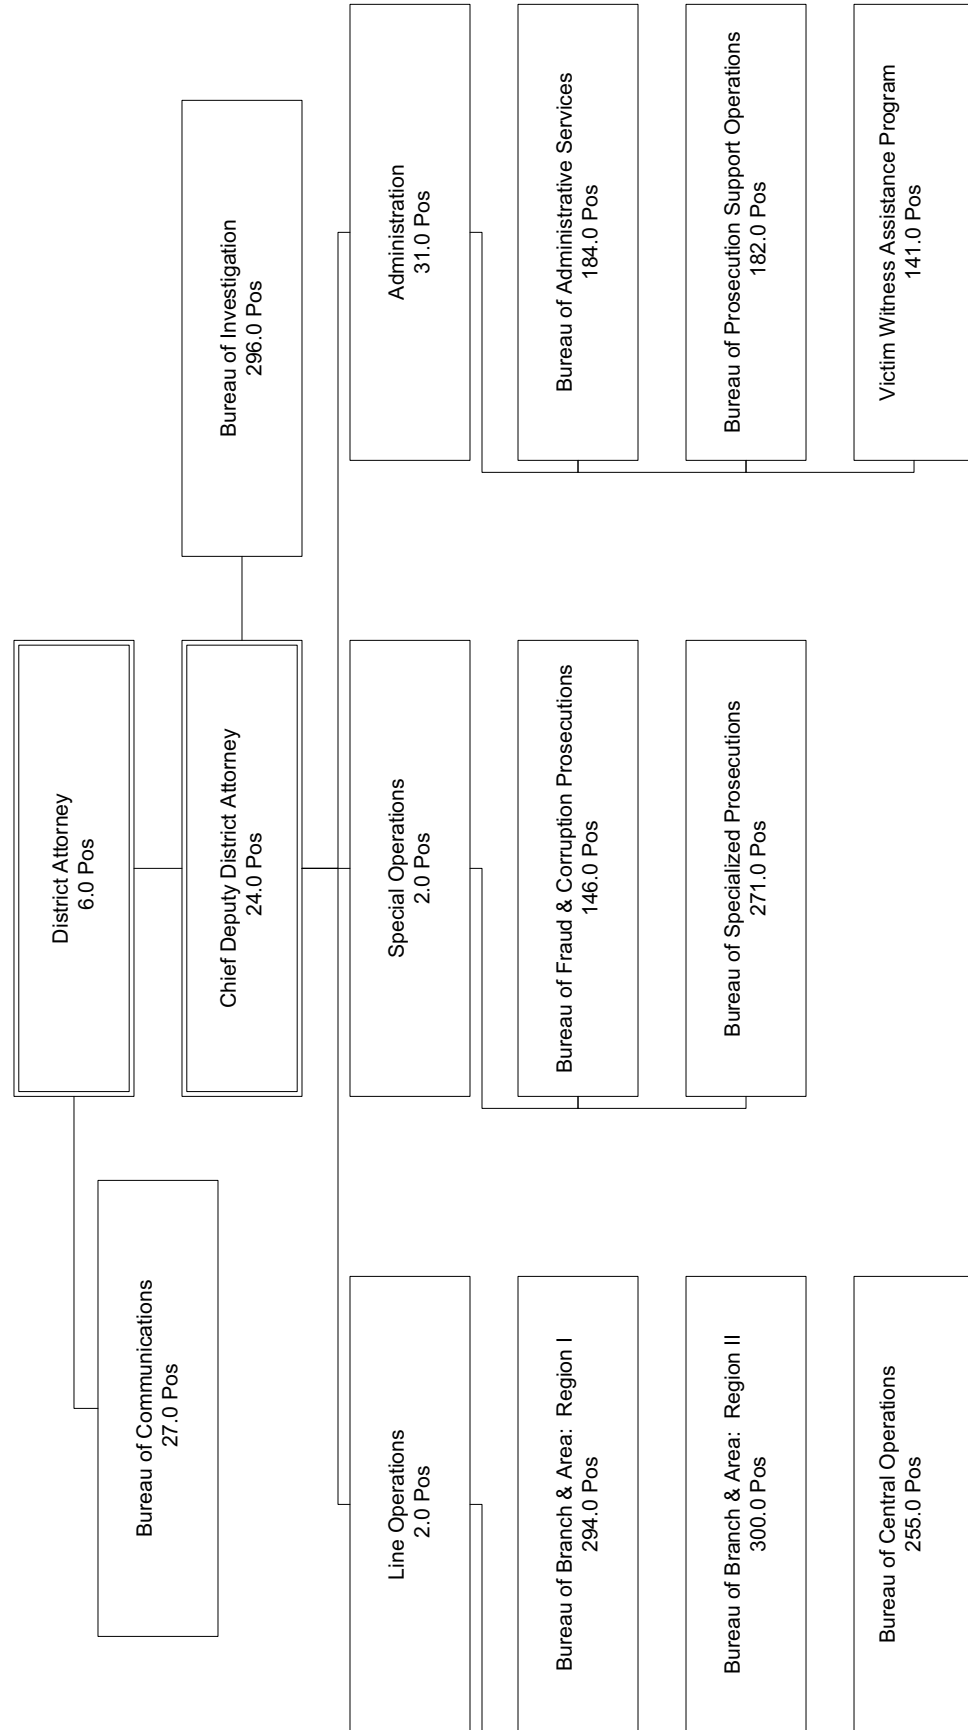 District Attorney
6.0 Pos
Bureau of Communications
27.0 Pos
Chief Deputy District Attorney
24.0 Pos
Bureau of Investigation
296.0 Pos
Line Operations
2.0 Pos
Special Operations
2.0 Pos
Administration
31.0 Pos
Bureau of Branch & Area:  Region I
294.0 Pos
Bureau of Fraud & Corruption Prosecutions
146.0 Pos
Bureau of Administrative Services
184.0 Pos
Bureau of Branch & Area:  Region II
300.0 Pos
Bureau of Specialized Prosecutions
271.0 Pos
Bureau of Prosecution Support Operations
182.0 Pos
Bureau of Central Operations
255.0 Pos
Victim Witness Assistance Program
141.0 Pos